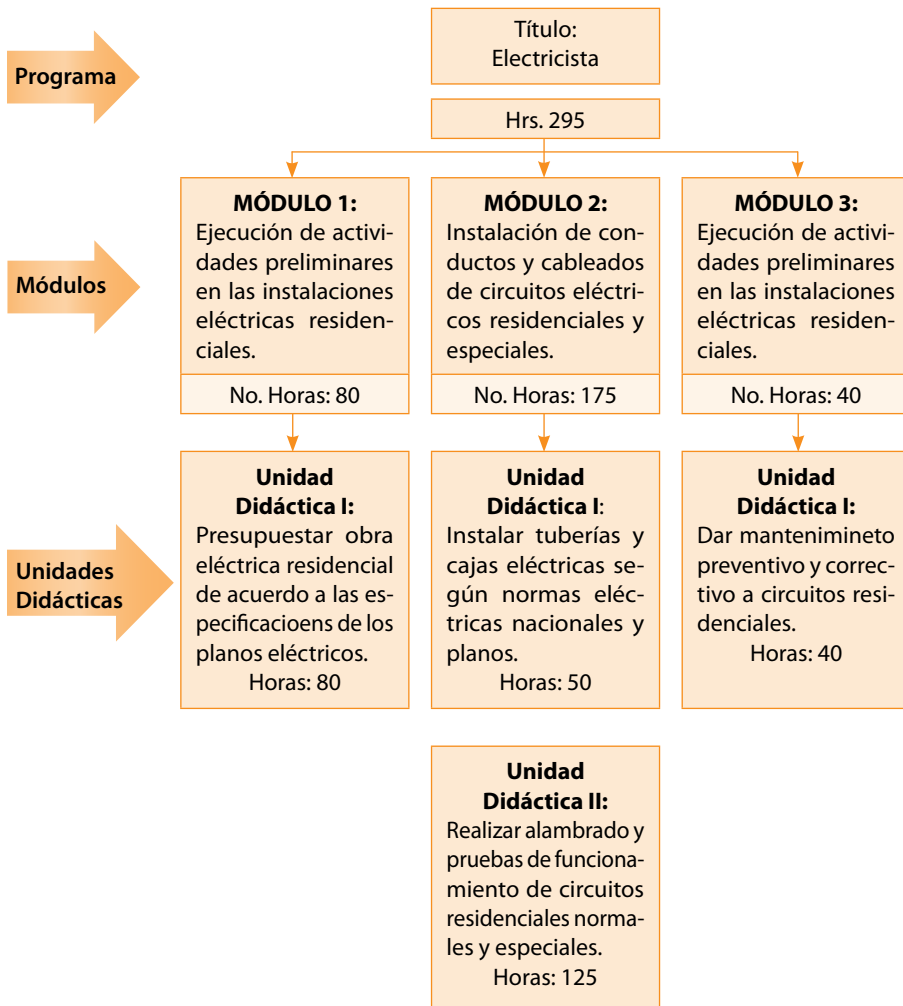 Programa
Título:
Electricista
Hrs. 295
Módulos
MÓDULO 1:
Ejecución de activi-
dades preliminares
en las instalaciones
eléctricas residen-
ciales.
No. Horas: 80
MÓDULO 2:
Instalación de con-
ductos y cableados
de circuitos eléctri-
cos residenciales y
especiales.
No. Horas: 175
MÓDULO 3:
Ejecución de activi-
dades preliminares
en las instalaciones
eléctricas residen-
ciales.
No. Horas: 40
Unidades
Didácticas
Unidad
Didáctica I:
Presupuestar obra
eléctrica residencial
de acuerdo a las es-
pecificacioens de los
planos eléctricos.
Horas: 80
Unidad
Didáctica I:
Instalar tuberías y
cajas eléctricas se-
gún normas eléc-
tricas nacionales y
planos.
Horas: 50
Unidad
Didáctica I:
Dar mantenimineto
preventivo y correc-
tivo a circuitos resi-
denciales.
Horas: 40
Unidad
Didáctica II:
Realizar alambrado y
pruebas de funciona-
miento de circuitos
residenciales norma-
les y especiales.
Horas: 125